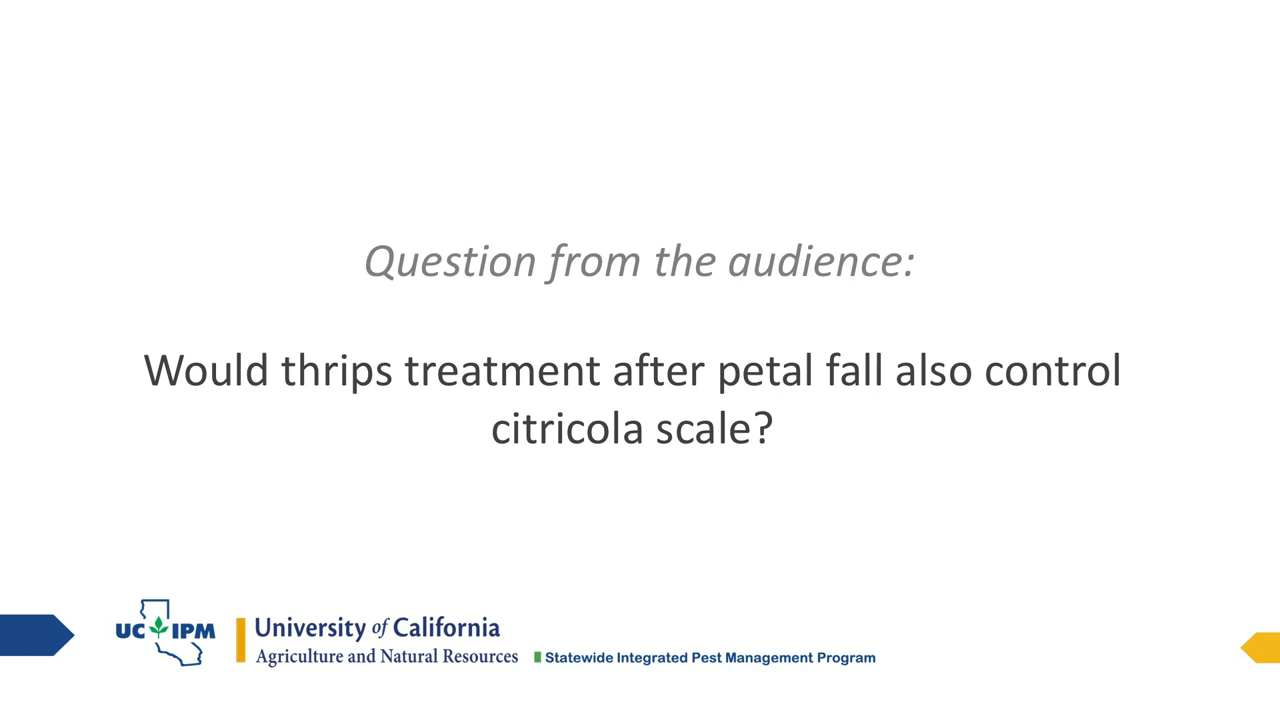 Question from the audience:
Would thrips treatment after petal fall also control
citricola scale?
UC IPM
University of California
Agriculture and Natural Resources
Statewide Integrated Pest Management Program